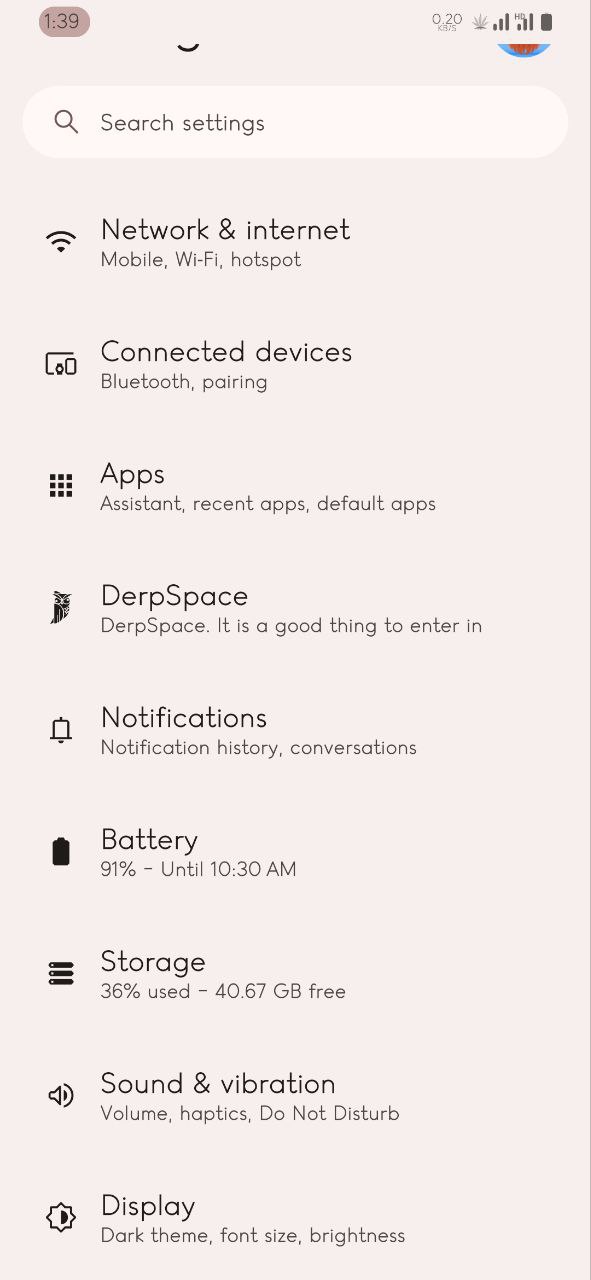 1:39
0.20
KB/S
HD
Search settings
Network & internet
Mobile, Wi-Fi, hotspot
Connected devices
Bluetooth, pairing
Apps
Assistant, recent apps, default apps
DerpSpace
DerpSpace. It is a good thing to enter in
Notifications
Notification history, conversations
Battery
91% – Until 10:30 AM
Storage
36% used – 40.67 GB free
Sound & vibration
Volume, haptics, Do Not Disturb
Display
Dark theme, font size, brightness